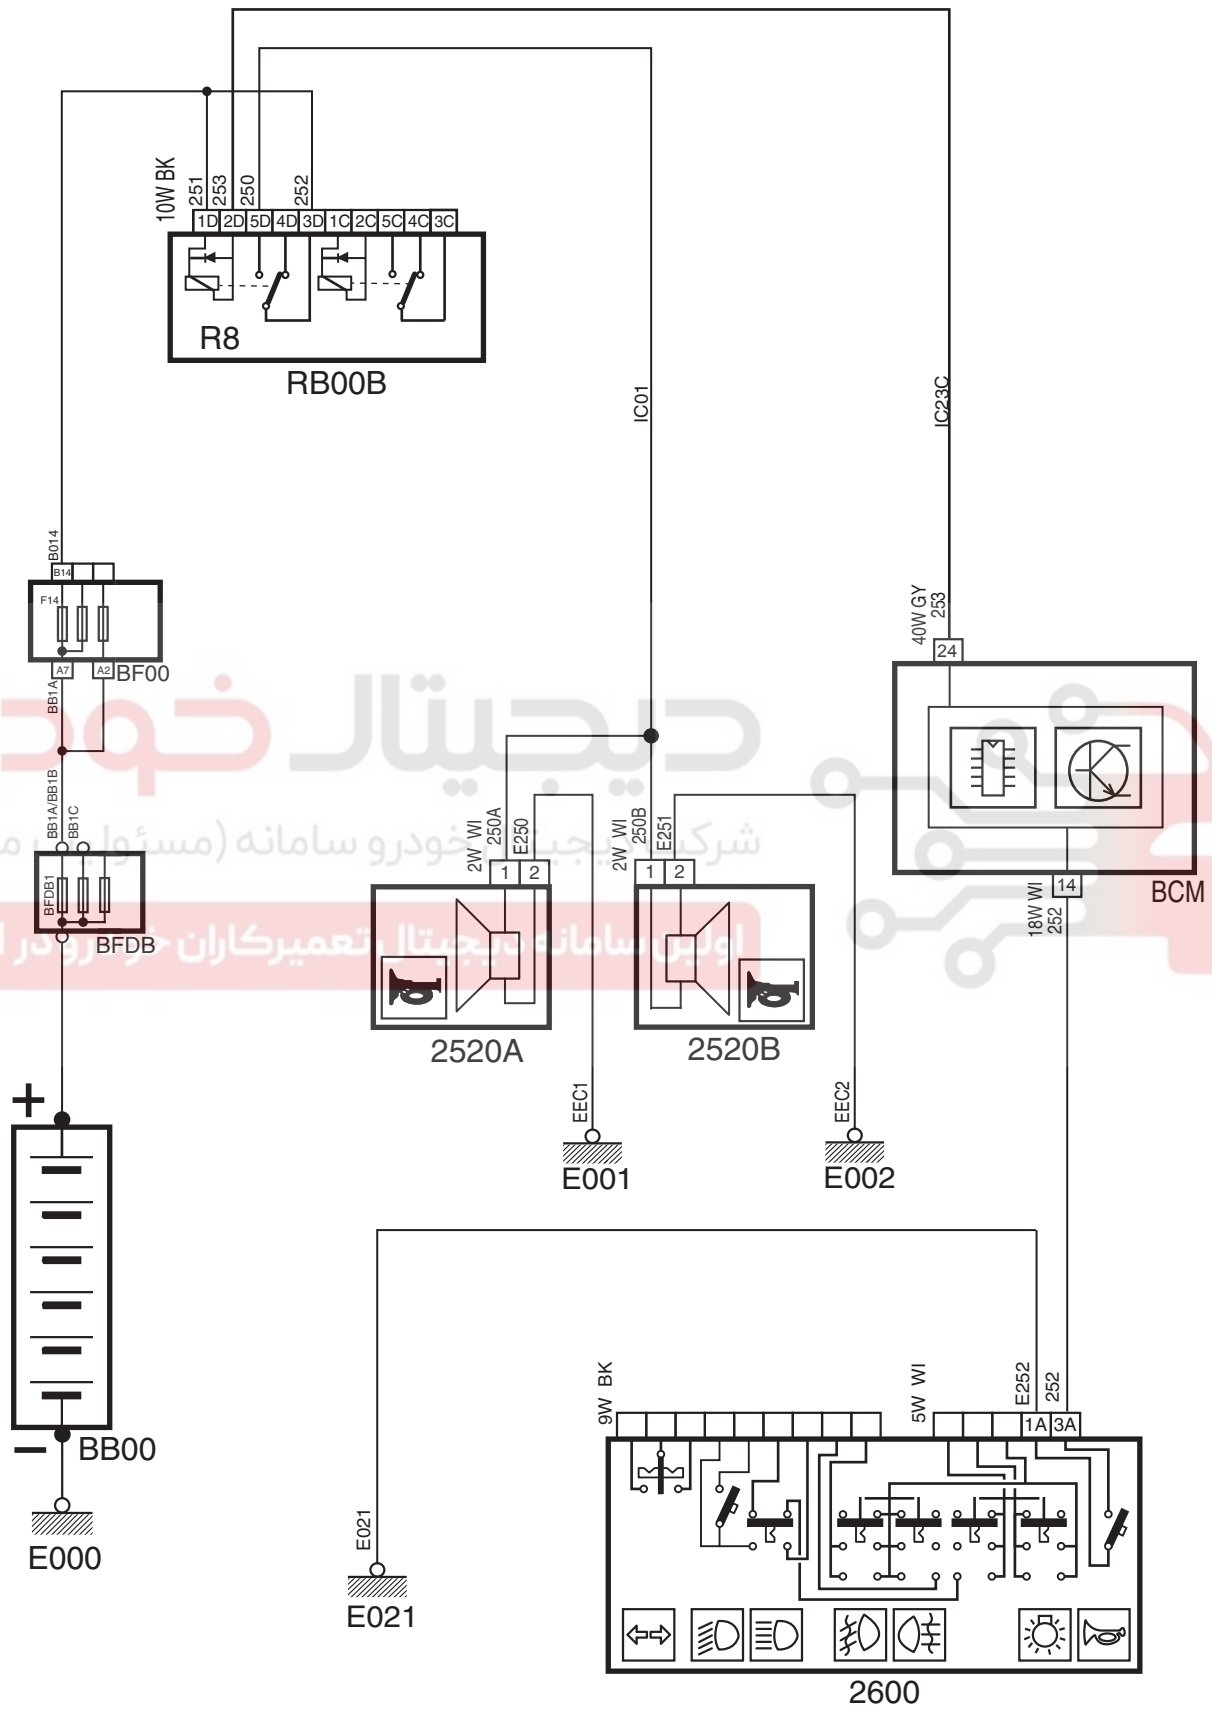 10W BK
251
253
250
252
1D 2D 5D 4D 3D 1C 2C 5C 4C 3C
R8
RB00B
IC01
IC23C
B014
B14
F14
A7 A2
BF00
BB1A
BB1A/BB1B
BB1C
BFDB1
BFDB
40W GY
253
24
BCM
14
18W WI
252
دیجیتال خود
شرکت دیجیتال خودرو سامانه (مسئولیت م
اولین سامانه دیجیتال تعمیرکاران خودرو در ا
2W WI
250A
E250
1 2
2520A
2W WI
250B
E251
1 2
2520B
EEC1
E001
EEC2
E002
+
−
BB00
E000
E021
E021
9W BK
5W WI
E252
252
1A 3A
2600